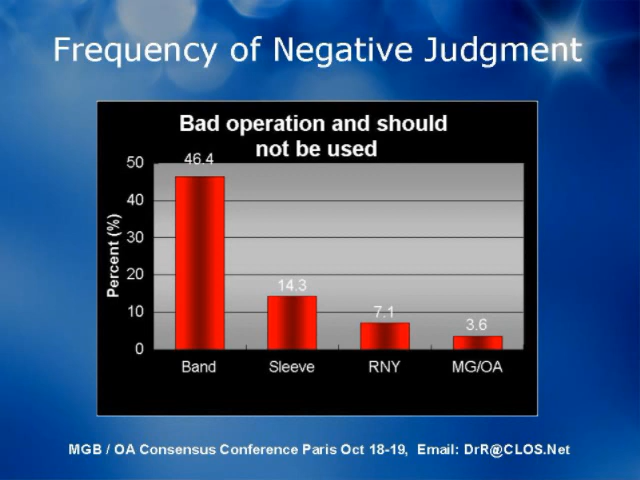 Frequency of Negative Judgment
Bad operation and should
not be used
Percent (%)
50
40
30
20
10
0
46.4
14.3
7.1
3.6
Band
Sleeve
RNY
MG/OA
MGB / OA Consensus Conference Paris Oct 18-19,  Email: DrR@CLOS.Net